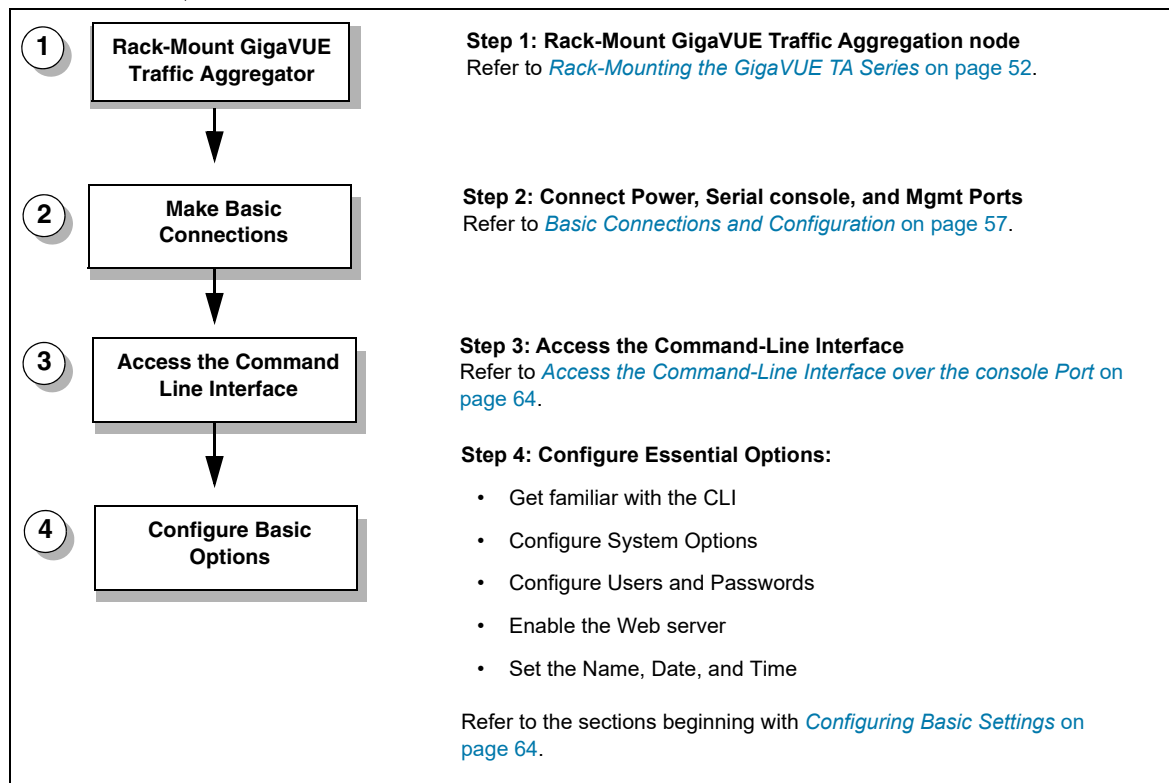 1
Rack-Mount GigaVUE
Traffic Aggregator
Step 1: Rack-Mount GigaVUE Traffic Aggregation node
Refer to Rack-Mounting the GigaVUE TA Series on page 52.
2
Make Basic
Connections
Step 2: Connect Power, Serial console, and Mgmt Ports
Refer to Basic Connections and Configuration on page 57.
3
Access the Command
Line Interface
Step 3: Access the Command-Line Interface
Refer to Access the Command-Line Interface over the console Port on
page 64.
4
Configure Basic
Options
Step 4: Configure Essential Options:
• Get familiar with the CLI
• Configure System Options
• Configure Users and Passwords
• Enable the Web server
• Set the Name, Date, and Time
Refer to the sections beginning with Configuring Basic Settings on
page 64.